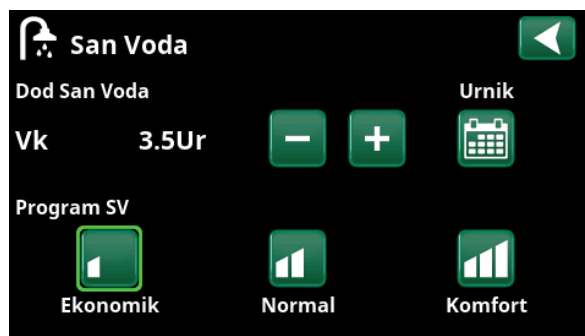 San Voda
Dod San Voda Urnik
Vk 3.5Ur
Program SV
Ekonomik Normal Komfort